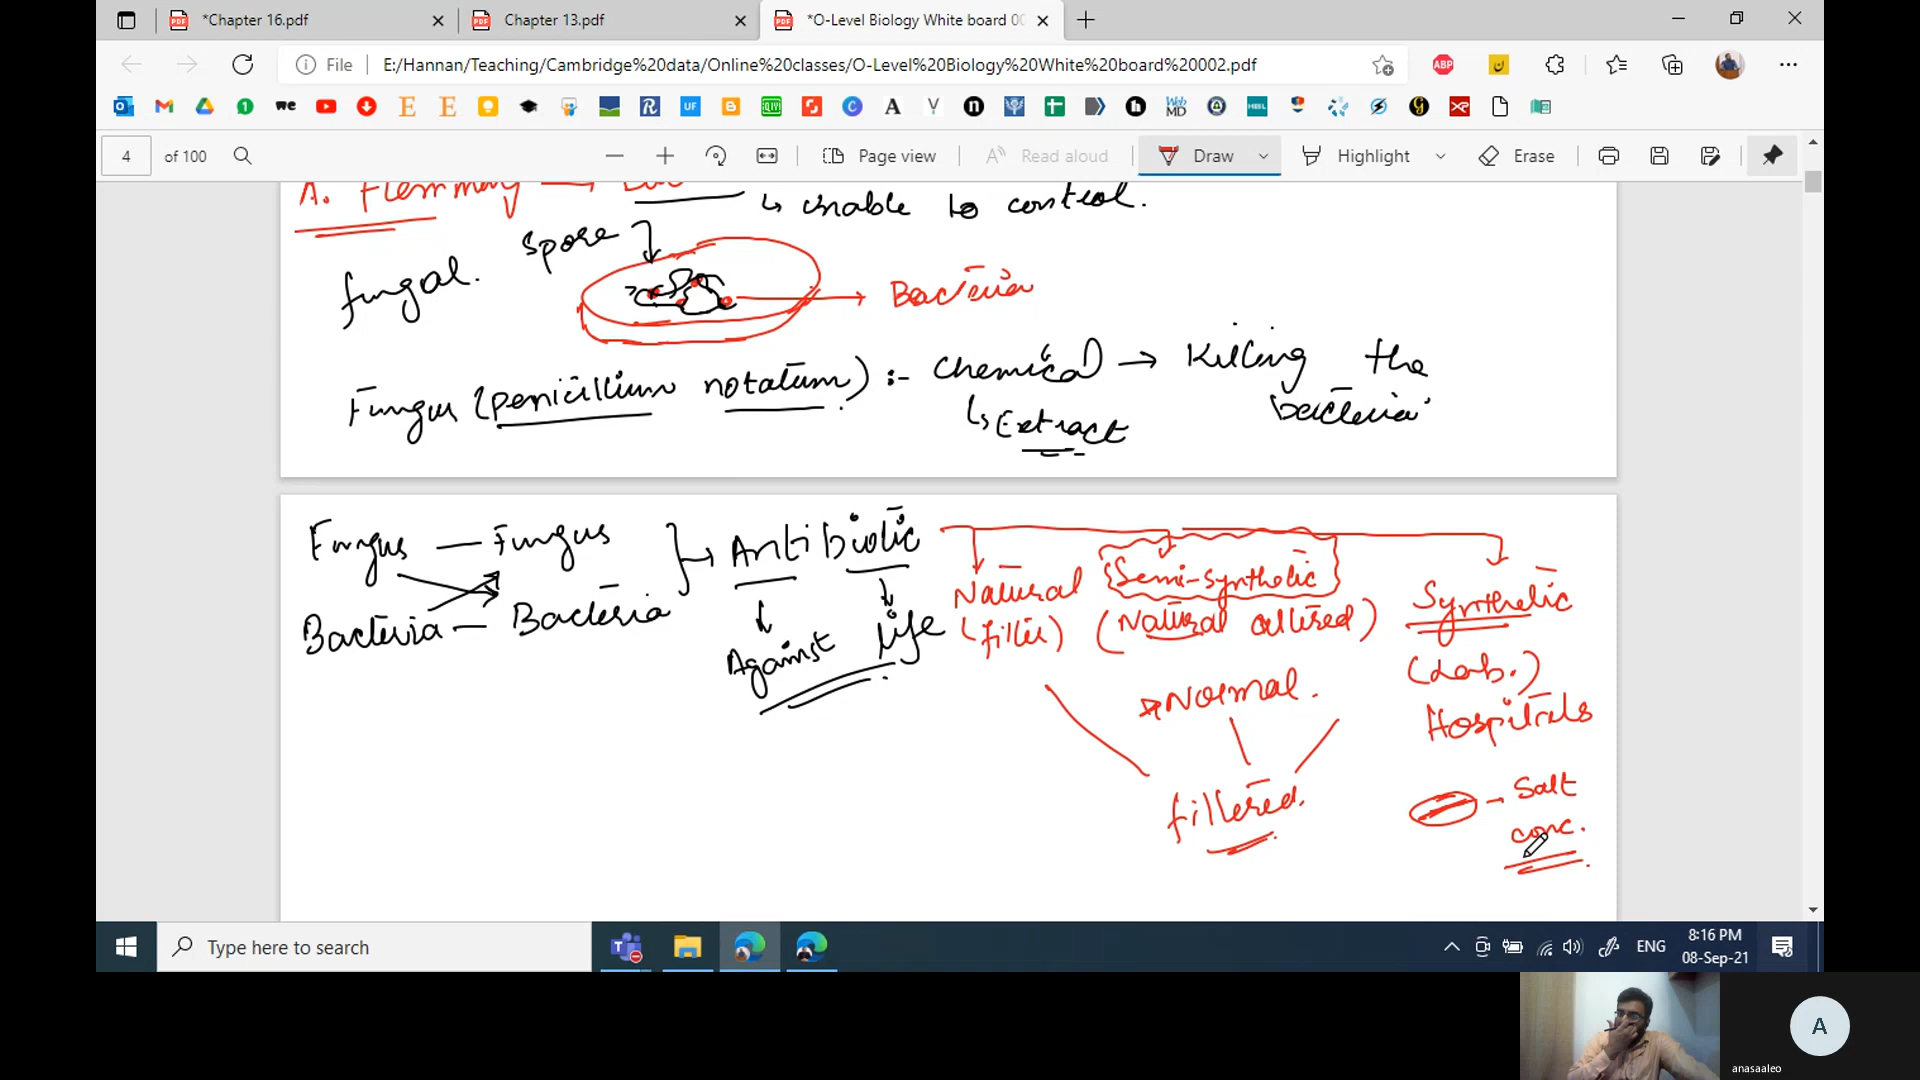 *Chapter 16.pdf
Chapter 13.pdf
*O-Level Biology White board 00
File
E:/Hannan/Teaching/Cambridge%20data/Online%20classes/O-Level%20Biology%20White%20board%20002.pdf
4 of 100
Page view
Read aloud
Draw
Highlight
Erase
A. Flemming
unable to control.
fungal. spore
Bacteria
Fungus (penicillium notatum) :- Chemical → Killing the
Extract
bacteria
Fungus — Fungus
Bacteria — Bacteria
Antibiotic
Against life
Natural
Semi-synthetic
(Natural altered)
Synthetic
(Lab.)
Hospitals
Normal.
filtered.
Salt
conc.
Type here to search
ENG
8:16 PM
08-Sep-21
A
anasaaleo